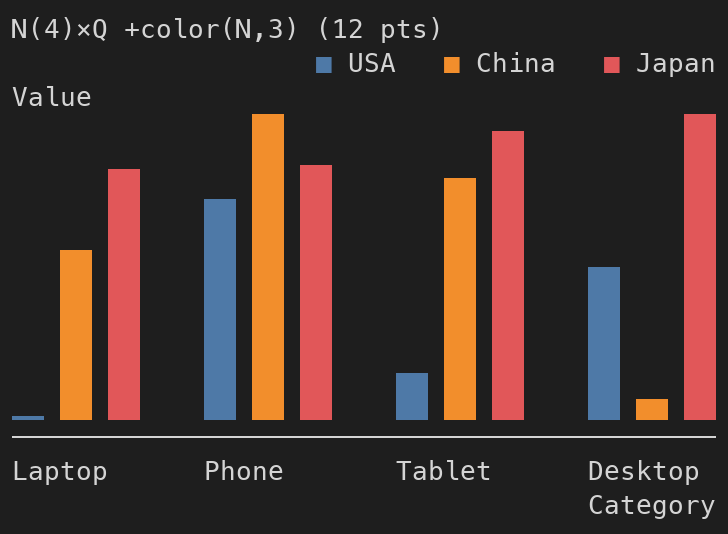 N(4)×Q +color(N,3) (12 pts)
■ USA ■ China ■ Japan
Value
Laptop Phone Tablet Desktop
Category